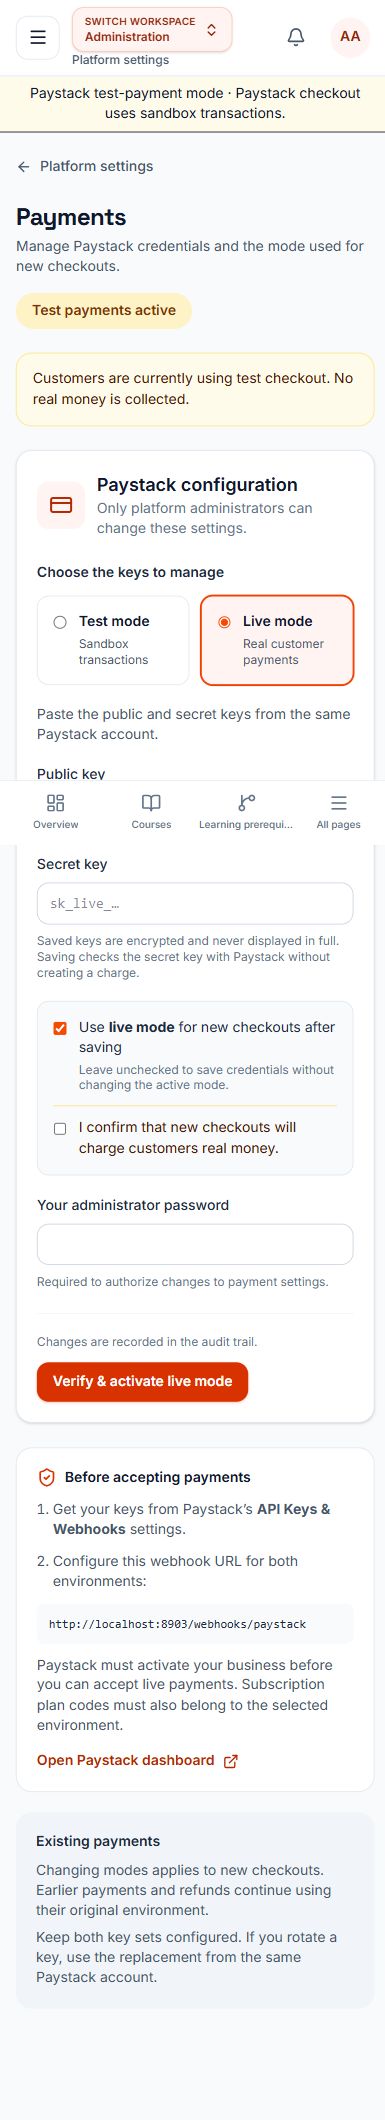 SWITCH WORKSPACE
Administration
Platform settings
AA
Paystack test-payment mode · Paystack checkout
uses sandbox transactions.
Platform settings
Payments
Manage Paystack credentials and the mode used for
new checkouts.
Test payments active
Customers are currently using test checkout. No
real money is collected.
Paystack configuration
Only platform administrators can
change these settings.
Choose the keys to manage
Test mode
Sandbox
transactions
Live mode
Real customer
payments
Paste the public and secret keys from the same
Paystack account.
Public key
Overview
Courses
Learning prerequi...
All pages
Secret key
sk_live_…
Saved keys are encrypted and never displayed in full.
Saving checks the secret key with Paystack without
creating a charge.
Use live mode for new checkouts after
saving
Leave unchecked to save credentials without
changing the active mode.
I confirm that new checkouts will
charge customers real money.
Your administrator password
Required to authorize changes to payment settings.
Changes are recorded in the audit trail.
Verify & activate live mode
Before accepting payments
1. Get your keys from Paystack’s API Keys &
Webhooks settings.
2. Configure this webhook URL for both
environments:
http://localhost:8903/webhooks/paystack
Paystack must activate your business before
you can accept live payments. Subscription
plan codes must also belong to the selected
environment.
Open Paystack dashboard
Existing payments
Changing modes applies to new checkouts.
Earlier payments and refunds continue using
their original environment.
Keep both key sets configured. If you rotate a
key, use the replacement from the same
Paystack account.